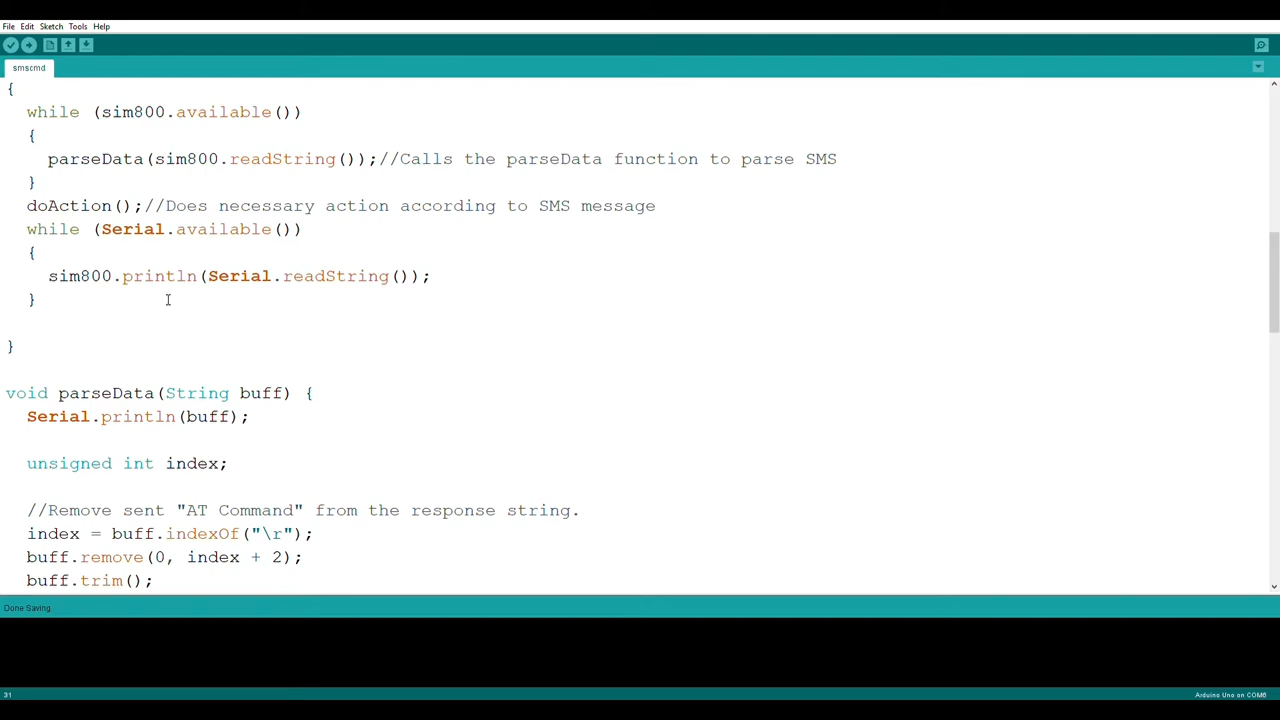 File Edit Sketch Tools Help
smscmd
{
while (sim800.available())
{
parseData(sim800.readString());//Calls the parseData function to parse SMS
}
doAction();//Does necessary action according to SMS message
while (Serial.available())
{
sim800.println(Serial.readString());
}
}
void parseData(String buff) {
Serial.println(buff);
unsigned int index;
//Remove sent "AT Command" from the response string.
index = buff.indexOf("\r");
buff.remove(0, index + 2);
buff.trim();
Done Saving.
31
Arduino Uno on COM6